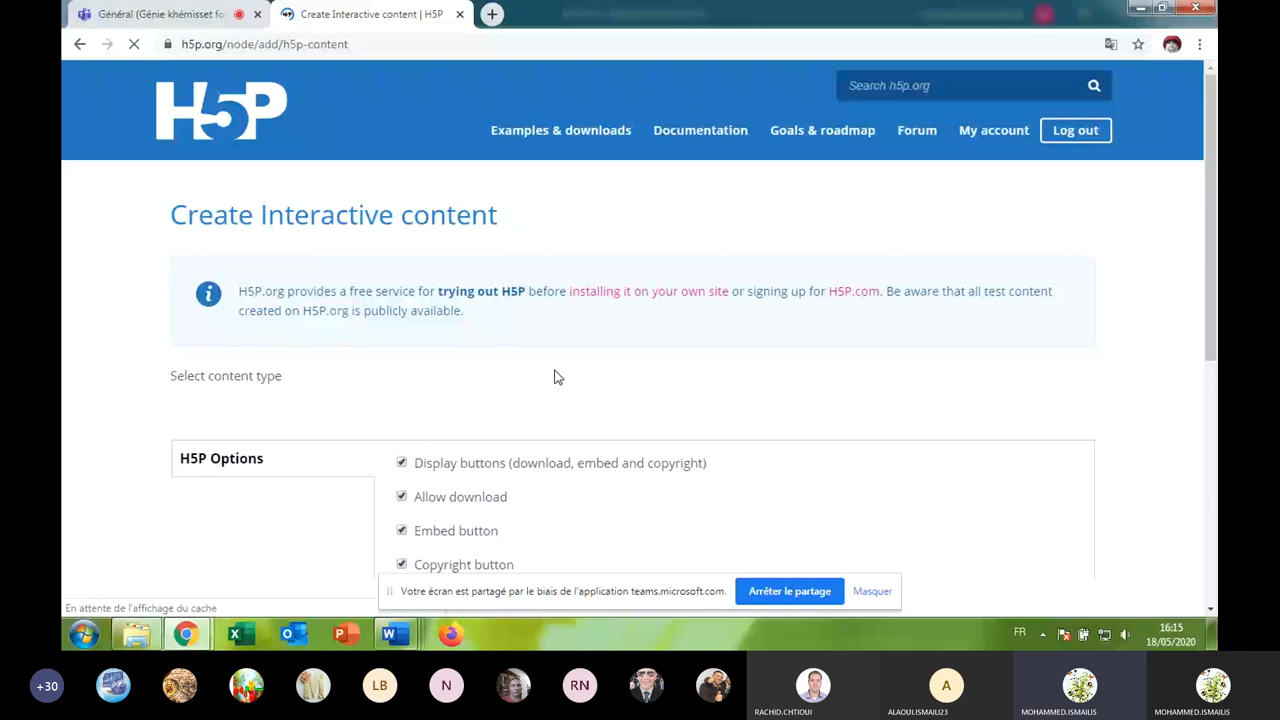 Général (Génie khémisset fo
Create Interactive content | H5P
h5p.org/node/add/h5p-content
H5P
Search h5p.org
Examples & downloads Documentation Goals & roadmap Forum My account Log out
Create Interactive content
H5P.org provides a free service for trying out H5P before installing it on your own site or signing up for H5P.com. Be aware that all test content
created on H5P.org is publicly available.
Select content type
H5P Options
Display buttons (download, embed and copyright)
Allow download
Embed button
Copyright button
Votre écran est partagé par le biais de l'application teams.microsoft.com. Arrêter le partage Masquer
En attente de l'affichage du cache
FR
16:15
18/05/2020
+30 LB N RN A
RACHID.CHTIOUI ALAOUI.ISMAILI23 MOHAMMED.ISMAILI5 MOHAMMED.ISMAILI5